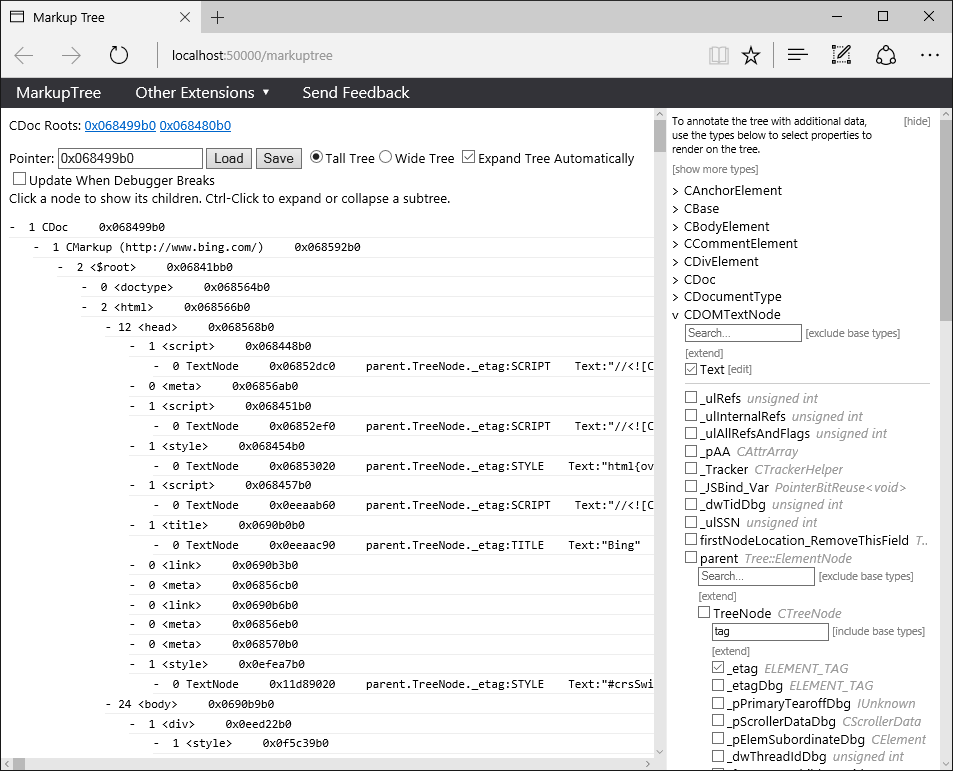 Markup Tree
localhost:50000/markuptree
MarkupTree Other Extensions ▼ Send Feedback
CDoc Roots: 0x068499b0 0x068480b0
Pointer: 0x068499b0 Load Save Tall Tree Wide Tree Expand Tree Automatically
Update When Debugger Breaks
Click a node to show its children. Ctrl-Click to expand or collapse a subtree.
- 1 CDoc 0x068499b0
- 1 CMarkup (http://www.bing.com/) 0x068592b0
- 2 <$root> 0x06841bb0
- 0 <doctype> 0x068564b0
- 2 <html> 0x068566b0
- 12 <head> 0x068568b0
- 1 <script> 0x068448b0
- 0 TextNode 0x06852dc0 parent.TreeNode._etag:SCRIPT Text:"//<![C
- 0 <meta> 0x06856ab0
- 1 <script> 0x068451b0
- 0 TextNode 0x06852ef0 parent.TreeNode._etag:SCRIPT Text:"//<![C
- 1 <style> 0x068454b0
- 0 TextNode 0x06853020 parent.TreeNode._etag:STYLE Text:"html{ov
- 1 <script> 0x068457b0
- 0 TextNode 0x0eeaab60 parent.TreeNode._etag:SCRIPT Text:"//<![C
- 1 <title> 0x0690b0b0
- 0 TextNode 0x0eeaac90 parent.TreeNode._etag:TITLE Text:"Bing"
- 0 <link> 0x0690b3b0
- 0 <meta> 0x06856cb0
- 0 <link> 0x0690b6b0
- 0 <meta> 0x06856eb0
- 0 <meta> 0x068570b0
- 1 <style> 0x0efea7b0
- 0 TextNode 0x11d89020 parent.TreeNode._etag:STYLE Text:"#crsSwi
- 24 <body> 0x0690b9b0
- 1 <div> 0x0eed22b0
- 1 <style> 0x0f5c39b0
To annotate the tree with additional data, [hide]
use the types below to select properties to
render on the tree.
[show more types]
> CAnchorElement
> CBase
> CBodyElement
> CCommentElement
> CDivElement
> CDoc
> CDocumentType
v CDOMTextNode
Search... [exclude base types]
[extend]
Text [edit]
_ulRefs unsigned int
_ulInternalRefs unsigned int
_ulAllRefsAndFlags unsigned int
_pAA CAttrArray
_Tracker CTrackerHelper
_JSBind_Var PointerBitReuse<void>
_dwTidDbg unsigned int
_ulSSN unsigned int
firstNodeLocation_RemoveThisField T..
parent Tree::ElementNode
Search... [exclude base types]
[extend]
TreeNode CTreeNode
tag [include base types]
[extend]
_etag ELEMENT_TAG
_etagDbg ELEMENT_TAG
_pPrimaryTearoffDbg IUnknown
_pScrollerDataDbg CScrollerData
_pElemSubordinateDbg CElement
_dwThreadIdDbg unsigned int